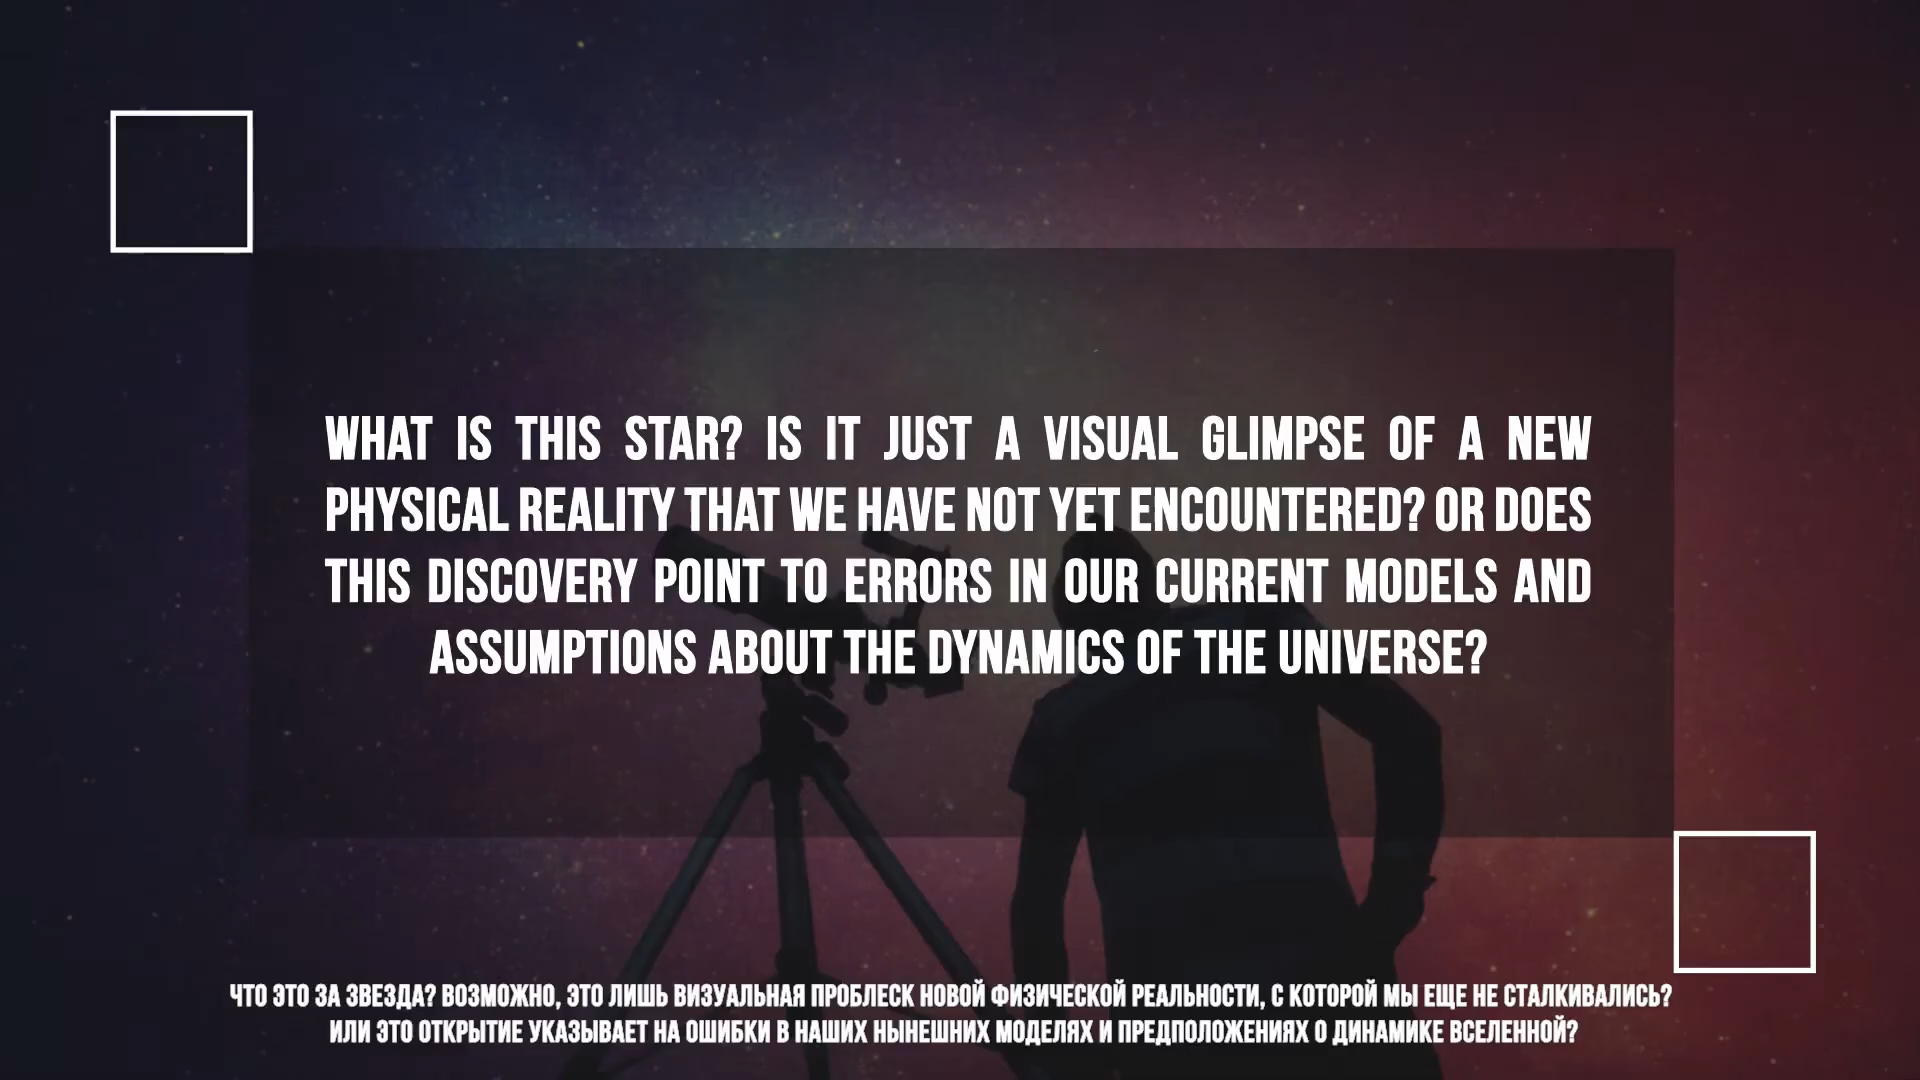 WHAT IS THIS STAR? IS IT JUST A VISUAL GLIMPSE OF A NEW
PHYSICAL REALITY THAT WE HAVE NOT YET ENCOUNTERED? OR DOES
THIS DISCOVERY POINT TO ERRORS IN OUR CURRENT MODELS AND
ASSUMPTIONS ABOUT THE DYNAMICS OF THE UNIVERSE?
ЧТО ЭТО ЗА ЗВЕЗДА? ВОЗМОЖНО, ЭТО ЛИШЬ ВИЗУАЛЬНАЯ ПРОБЛЕСК НОВОЙ ФИЗИЧЕСКОЙ РЕАЛЬНОСТИ, С КОТОРОЙ МЫ ЕЩЕ НЕ СТАЛКИВАЛИСЬ?
ИЛИ ЭТО ОТКРЫТИЕ УКАЗЫВАЕТ НА ОШИБКИ В НАШИХ НЫНЕШНИХ МОДЕЛЯХ И ПРЕДПОЛОЖЕНИЯХ О ДИНАМИКЕ ВСЕЛЕННОЙ?